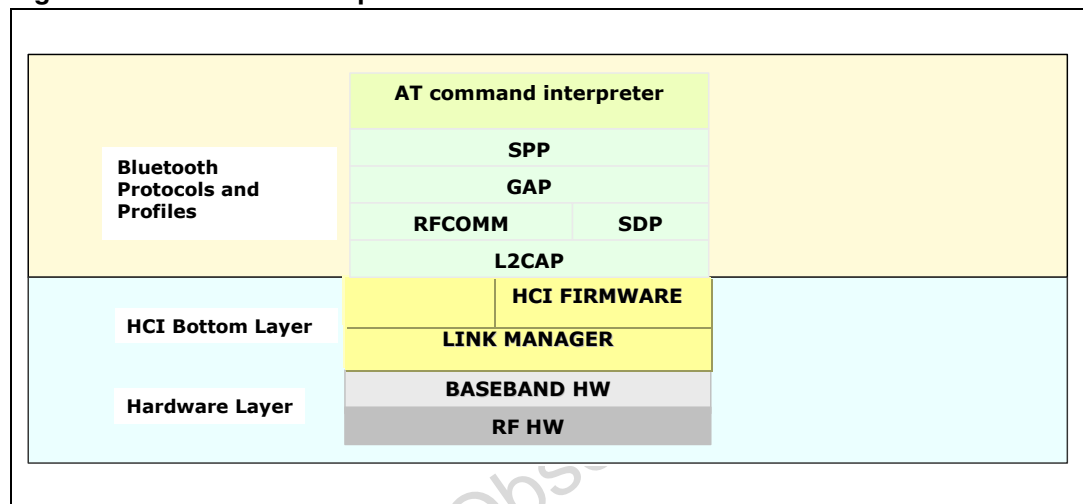 AT command interpreter
SPP
Bluetooth
Protocols and
Profiles
GAP
RFCOMM SDP
L2CAP
HCI FIRMWARE
HCI Bottom Layer
LINK MANAGER
BASEBAND HW
Hardware Layer
RF HW